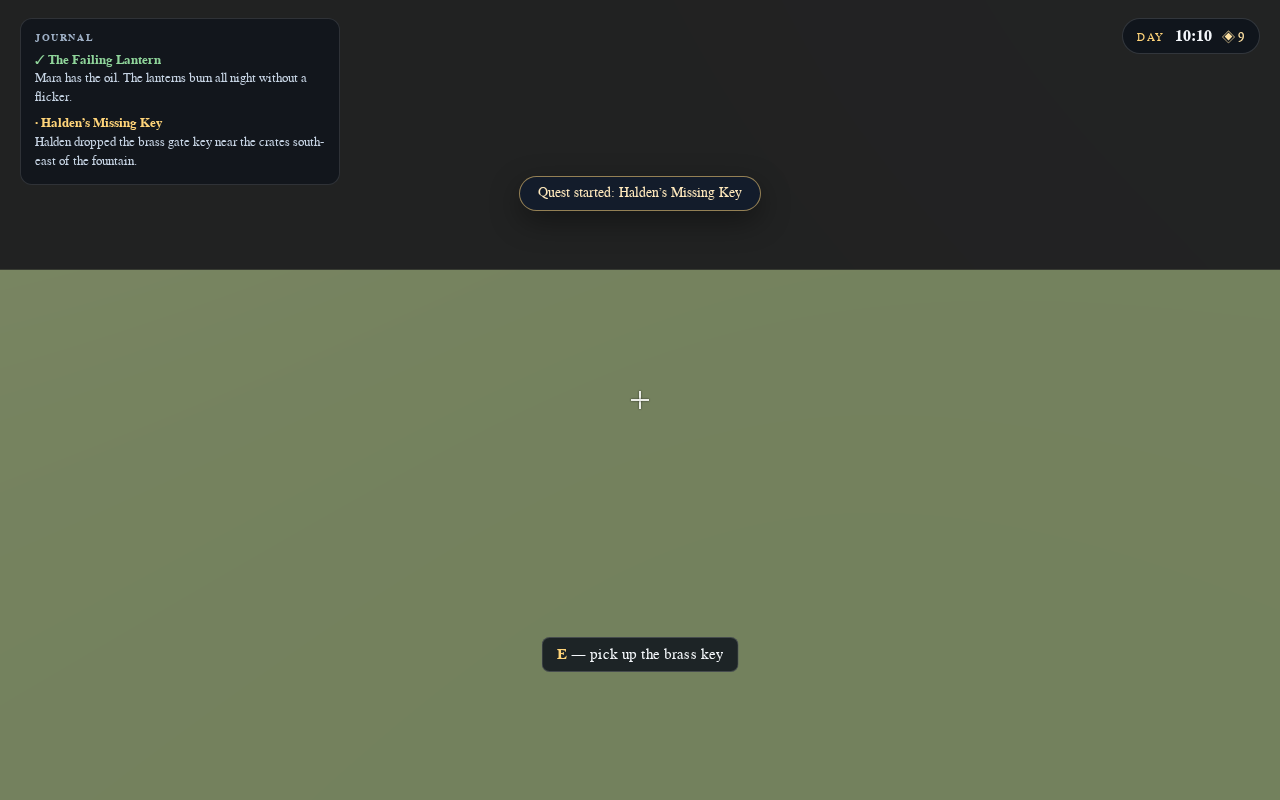 JOURNAL
✓ The Failing Lantern
Mara has the oil. The lanterns burn all night without a
flicker.
· Halden’s Missing Key
Halden dropped the brass gate key near the crates south-
east of the fountain.
DAY 10:10 ◈ 9
Quest started: Halden’s Missing Key
E — pick up the brass key